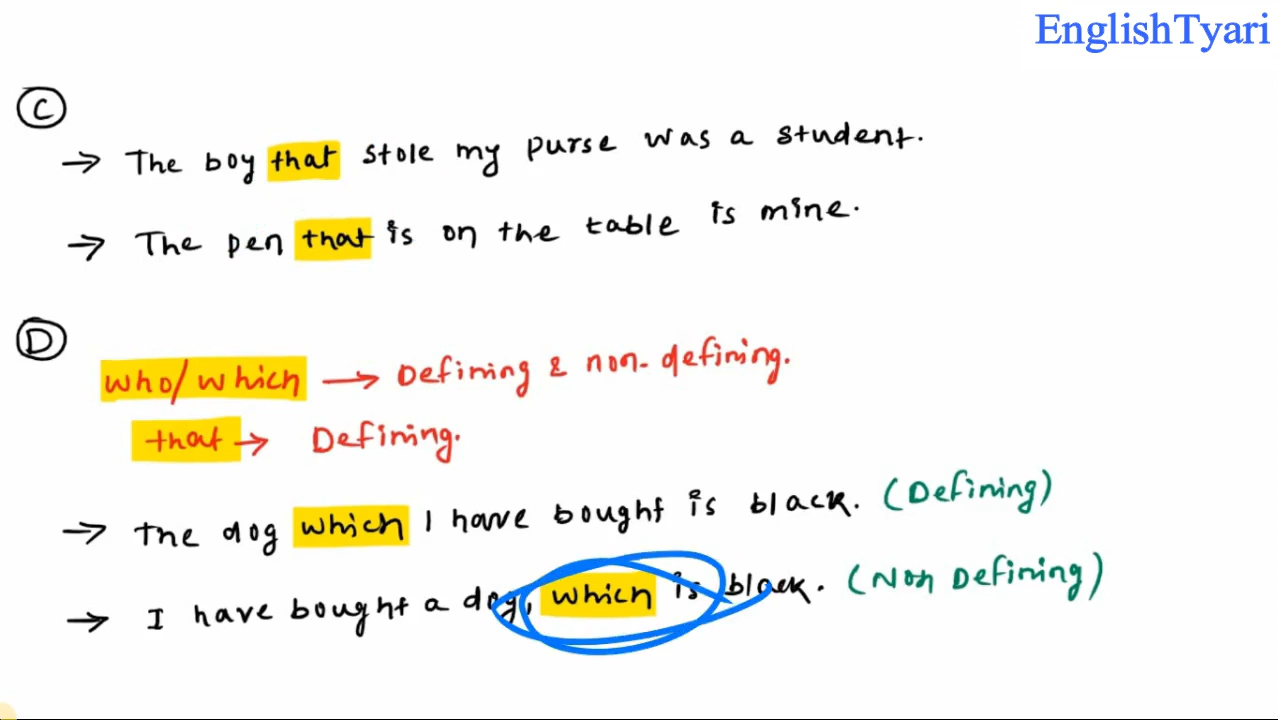 EnglishTyari
C
→ The boy that stole my purse was a student.
→ The pen that is on the table is mine.
D
who/which → Defining & non-defining.
that → Defining.
→ The dog which I have bought is black. (Defining)
→ I have bought a dog, which is black. (Non Defining)